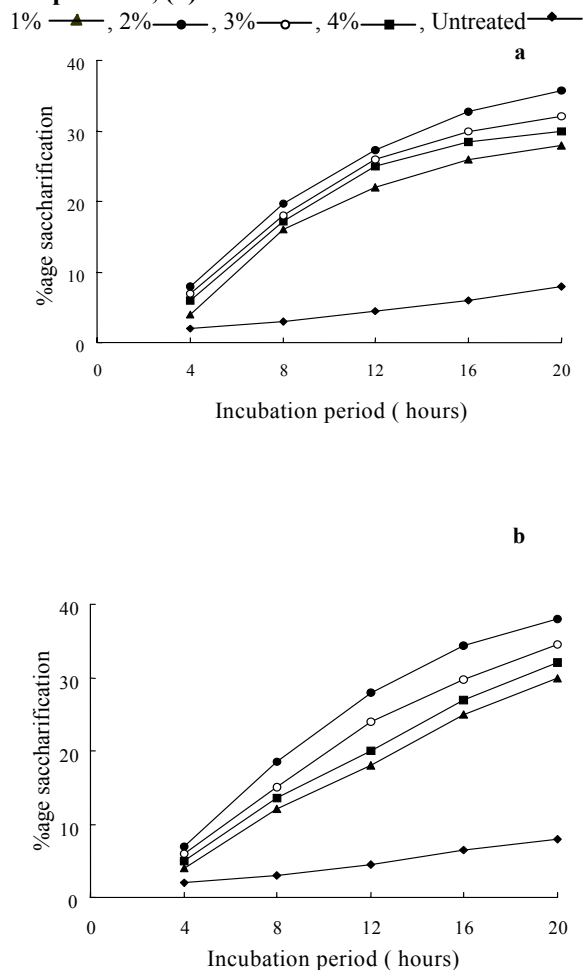 1% , 2% , 3% , 4% , Untreated
a
40
30
20
10
0
%age saccharification
0 4 8 12 16 20
Incubation period ( hours)
b
40
30
20
10
0
%age saccharification
0 4 8 12 16 20
Incubation period (hours)